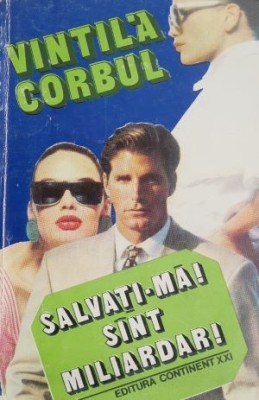 VINTILĂ
CORBUL
SALVAȚI-MĂ!
SÎNT
MILIARDAR!
EDITURA CONTINENT XXI